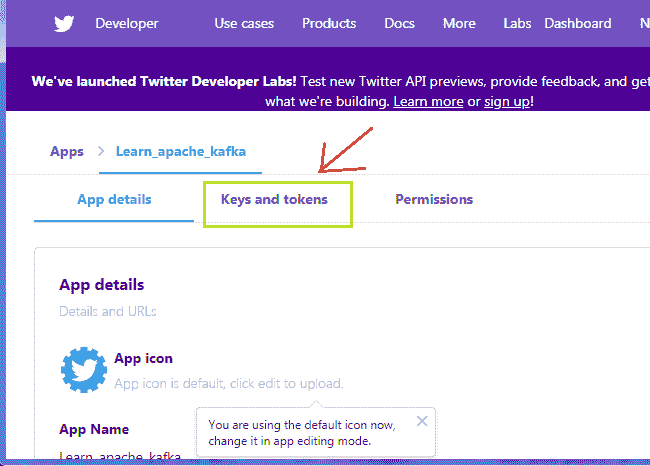 Developer Use cases Products Docs More Labs Dashboard
We've launched Twitter Developer Labs! Test new Twitter API previews, provide feedback, and
what we're building. Learn more or sign up!
Apps Learn_apache_kafka
App details Keys and tokens Permissions
App details
Details and URLs
App icon
App icon is default, click edit to upload.
You are using the default icon now,
change it in app editing mode.
App Name
Learn_apache_kafka